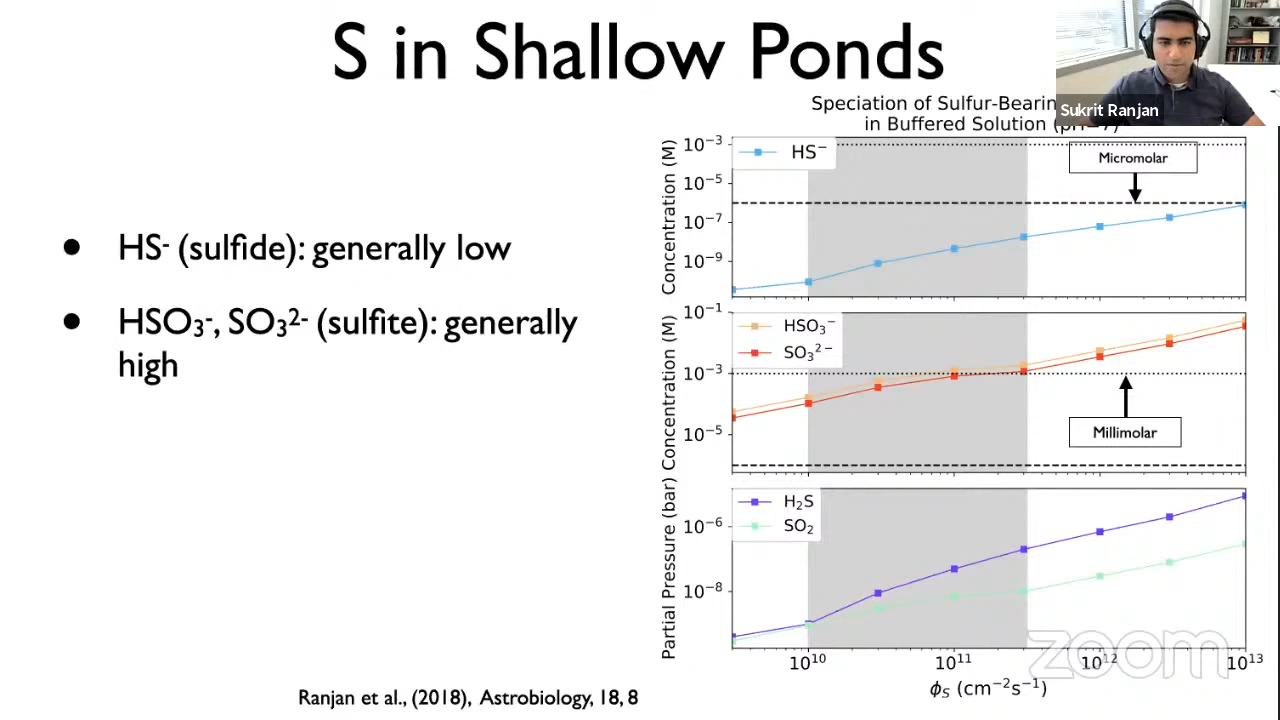 S in Shallow Ponds
Sukrit Ranjan
Speciation of Sulfur-Bearing
in Buffered Solution (pH=7)
● HS⁻ (sulfide): generally low
● HSO₃⁻, SO₃²⁻ (sulfite): generally
high
Concentration (M)
10⁻³
10⁻⁵
10⁻⁷
10⁻⁹
HS⁻
Micromolar
Concentration (M)
10⁻¹
10⁻³
10⁻⁵
HSO₃⁻
SO₃²⁻
Millimolar
Partial Pressure (bar)
10⁻⁶
10⁻⁸
H₂S
SO₂
10¹⁰ 10¹¹ 10¹² 10¹³
ϕ_S (cm⁻²s⁻¹)
zoom
Ranjan et al., (2018), Astrobiology, 18, 8